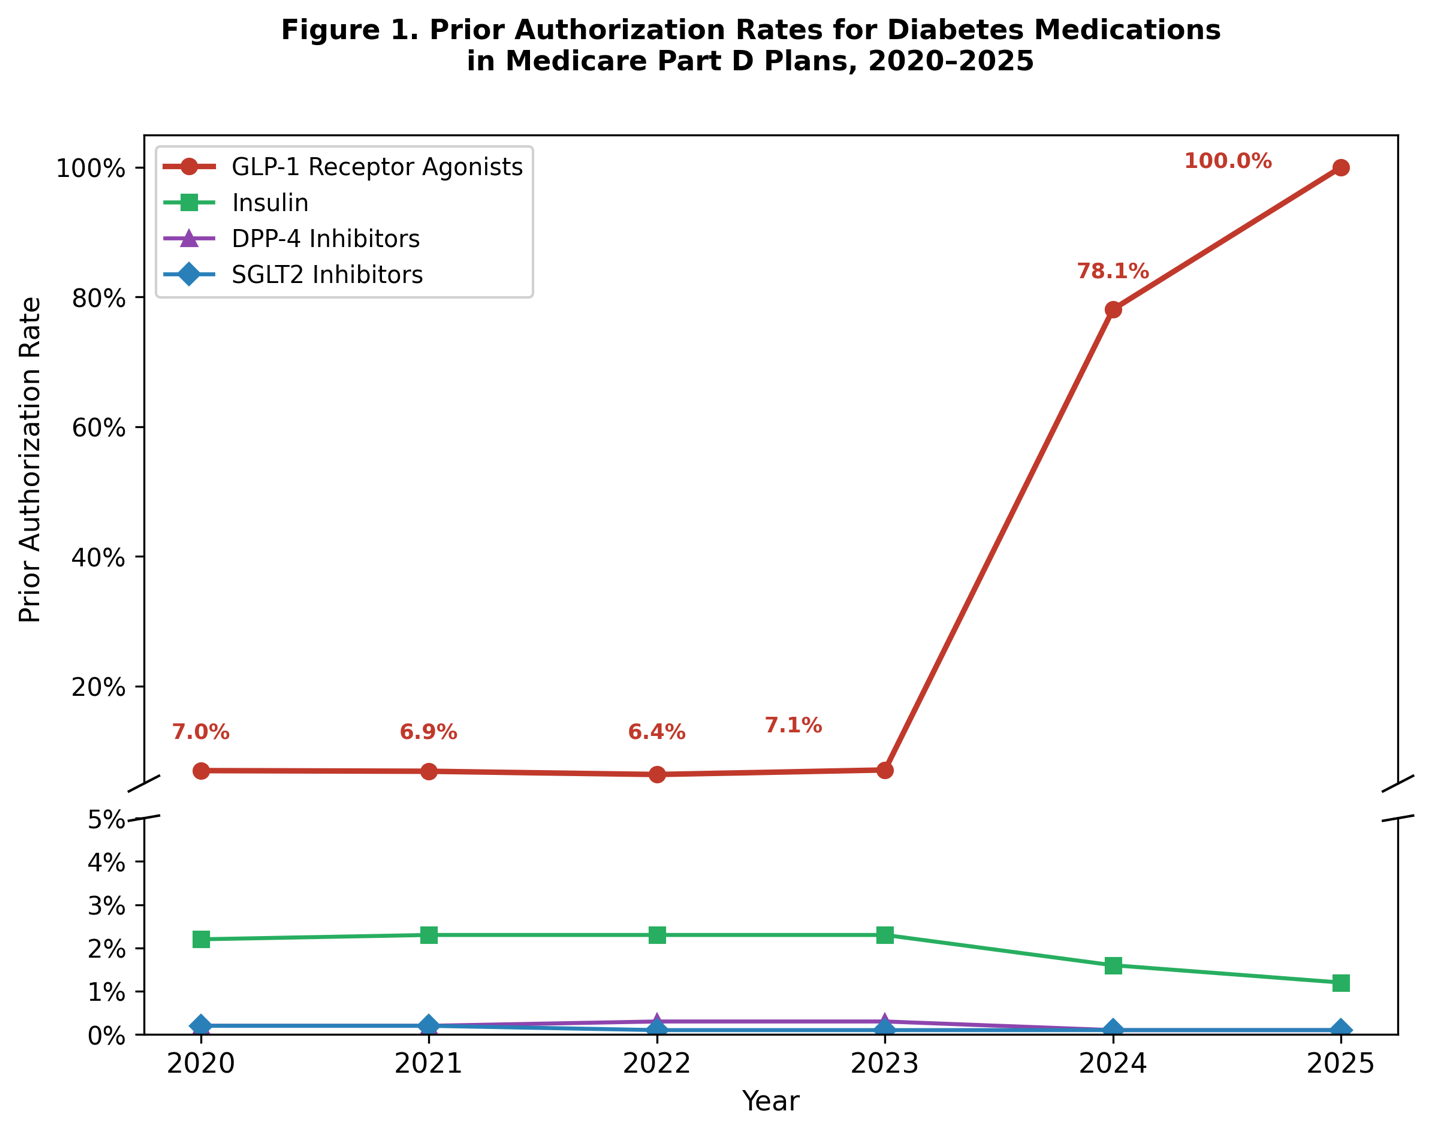 Figure 1. Prior Authorization Rates for Diabetes Medications
in Medicare Part D Plans, 2020–2025
Prior Authorization Rate
100%
80%
60%
40%
20%
5%
4%
3%
2%
1%
0%
GLP-1 Receptor Agonists
Insulin
DPP-4 Inhibitors
SGLT2 Inhibitors
7.0%
6.9%
6.4%
7.1%
78.1%
100.0%
2020
2021
2022
2023
2024
2025
Year